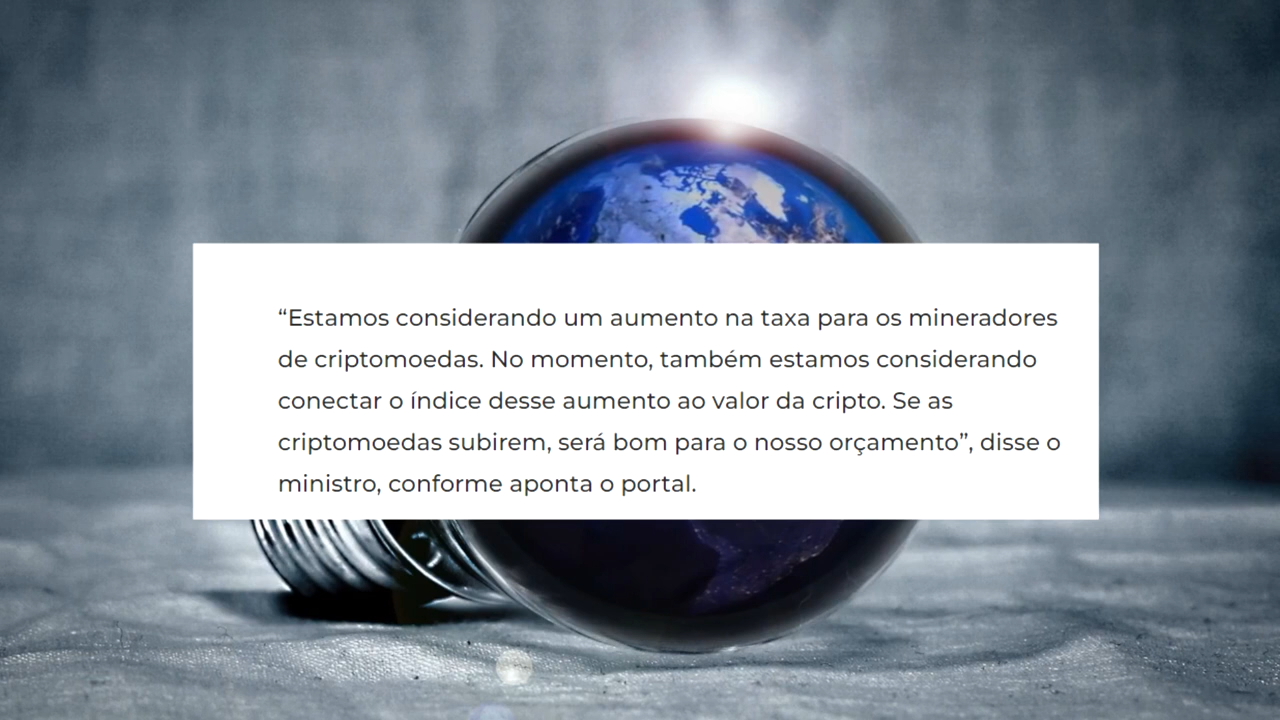 “Estamos considerando um aumento na taxa para os mineradores
de criptomoedas. No momento, também estamos considerando
conectar o índice desse aumento ao valor da cripto. Se as
criptomoedas subirem, será bom para o nosso orçamento”, disse o
ministro, conforme aponta o portal.